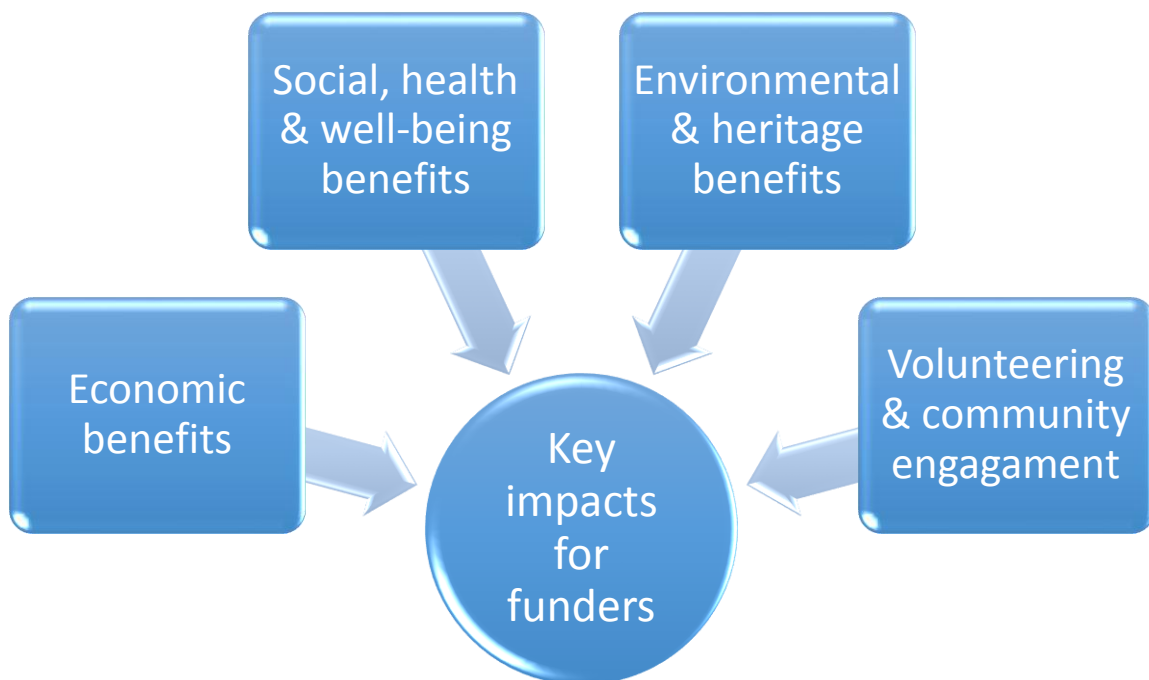 Social, health
& well-being
benefits
Environmental
& heritage
benefits
Economic
benefits
Volunteering
& community
engagament
Key
impacts
for
funders